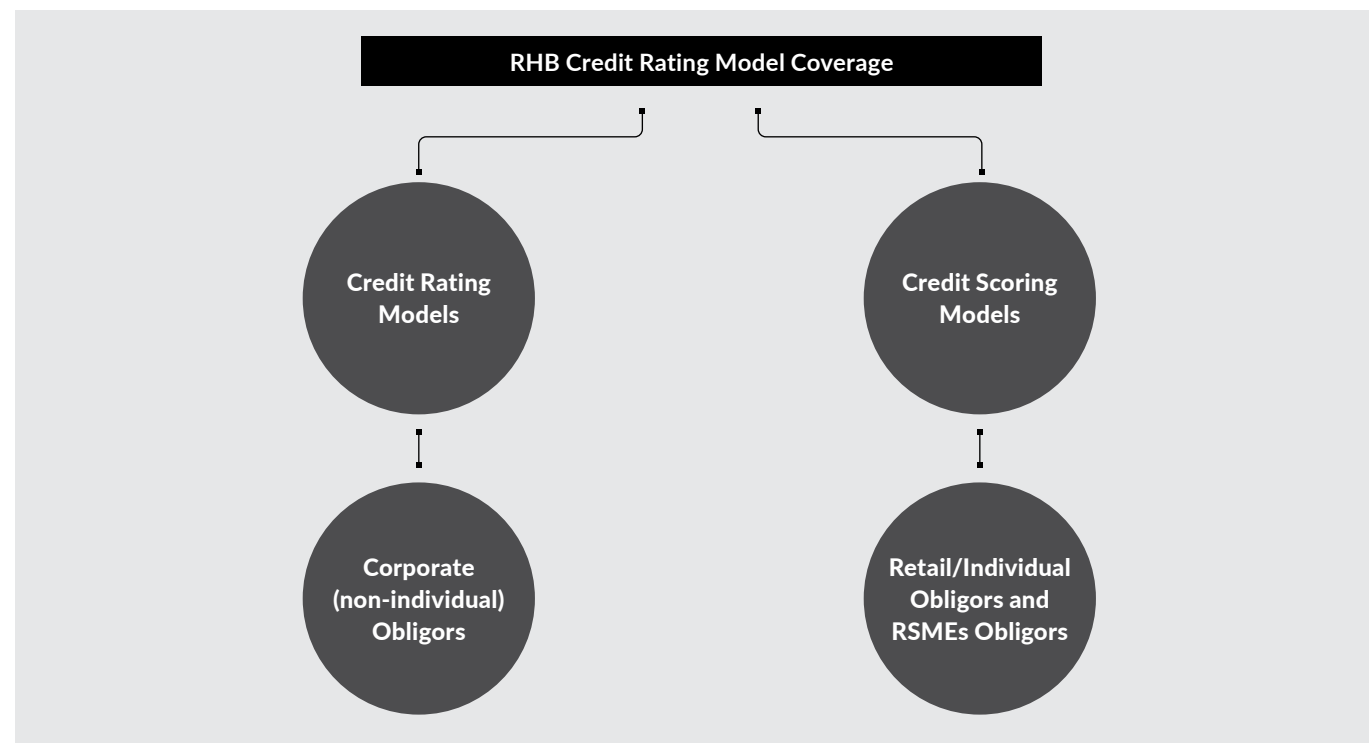 RHB Credit Rating Model Coverage
Credit Rating
Models
Credit Scoring
Models
Corporate
(non-individual)
Obligors
Retail/Individual
Obligors and
RSMEs Obligors